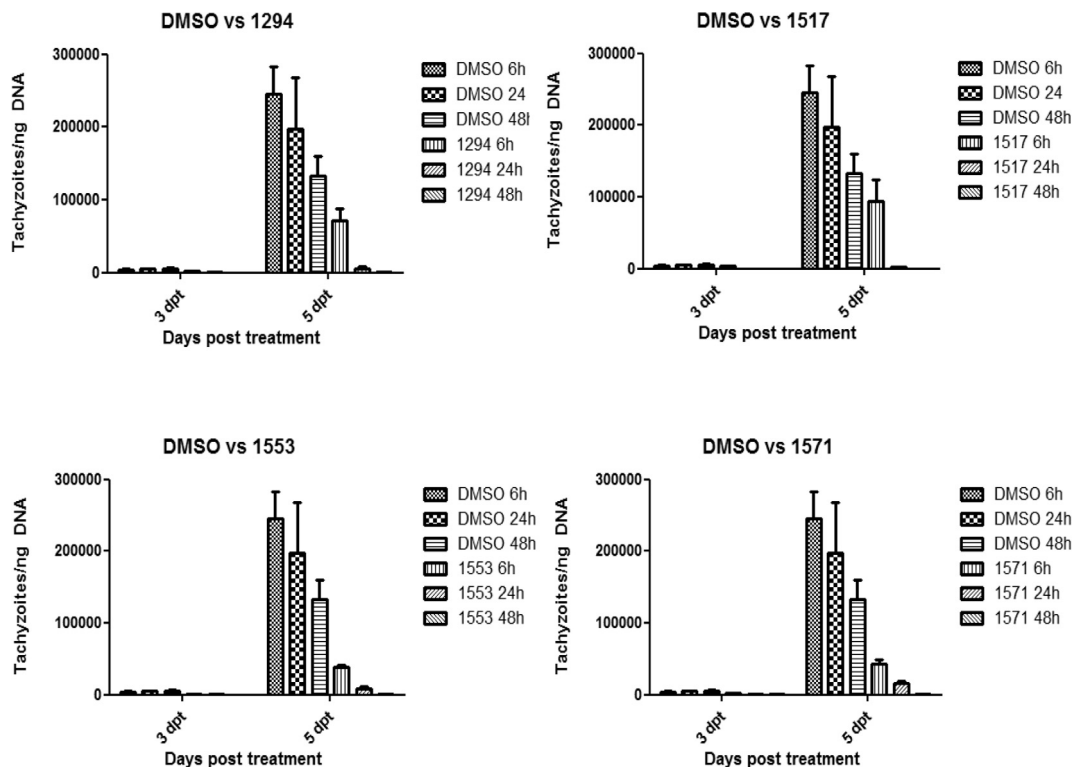 DMSO vs 1294
Tachyzoites/ng DNA
300000
200000
100000
0
3 dpt
5 dpt
Days post treatment
DMSO 6h
DMSO 24
DMSO 48h
1294 6h
1294 24h
1294 48h
DMSO vs 1517
Tachyzoites/ng DNA
300000
200000
100000
0
3 dpt
5 dpt
Days post treatment
DMSO 6h
DMSO 24
DMSO 48h
1517 6h
1517 24h
1517 48h
DMSO vs 1553
Tachyzoites/ng DNA
300000
200000
100000
0
3 dpt
5 dpt
Days post treatment
DMSO 6h
DMSO 24h
DMSO 48h
1553 6h
1553 24h
1553 48h
DMSO vs 1571
Tachyzoites/ng DNA
300000
200000
100000
0
3 dpt
5 dpt
Days post treatment
DMSO 6h
DMSO 24h
DMSO 48h
1571 6h
1571 24h
1571 48h